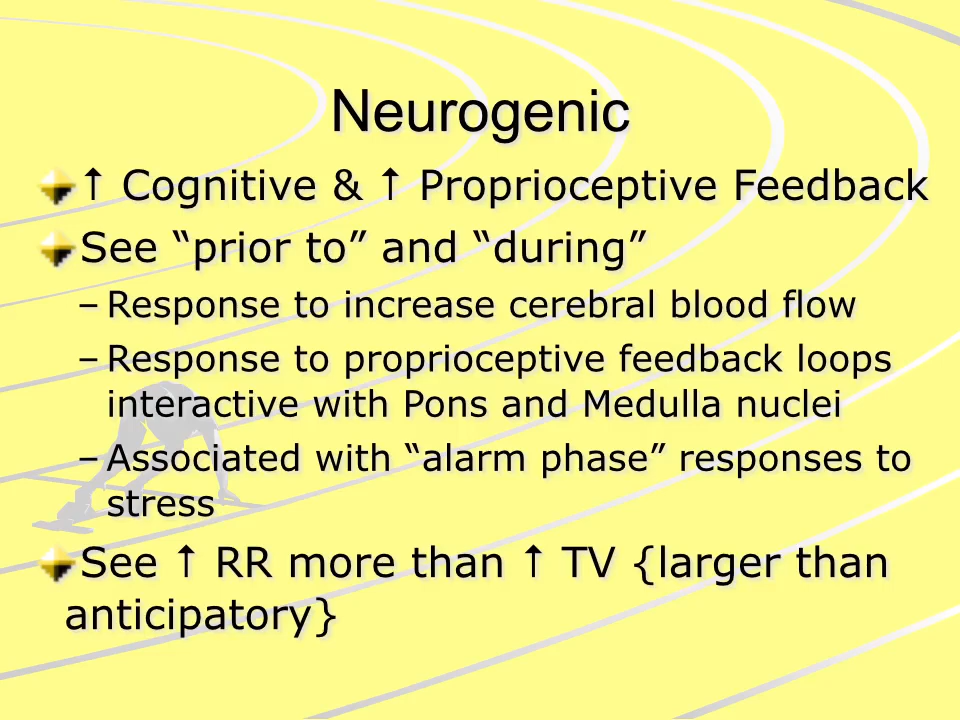 Neurogenic
↑ Cognitive & ↑ Proprioceptive Feedback
See “prior to” and “during”
– Response to increase cerebral blood flow
– Response to proprioceptive feedback loops
interactive with Pons and Medulla nuclei
– Associated with “alarm phase” responses to
stress
See ↑ RR more than ↑ TV {larger than
anticipatory}